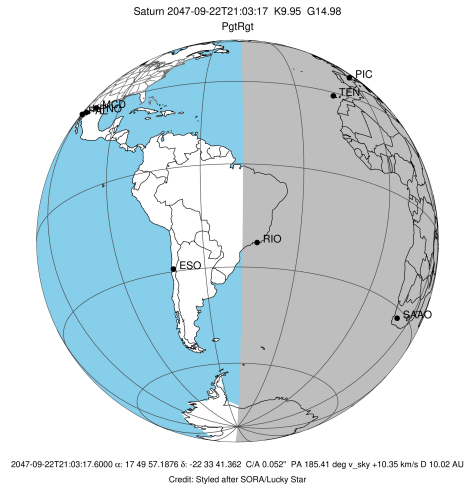 Saturn 2047-09-22T21:03:17 K9.95 G14.98
PgtRgt
PIC
TEN
MCD
RIO
ESO
SAAO
2047-09-22T21:03:17.6000 α: 17 49 57.1876 δ: -22 33 41.362 C/A 0.052" PA 185.41 deg v_sky +10.35 km/s D 10.02 AU
Credit: Styled after SORA/Lucky Star